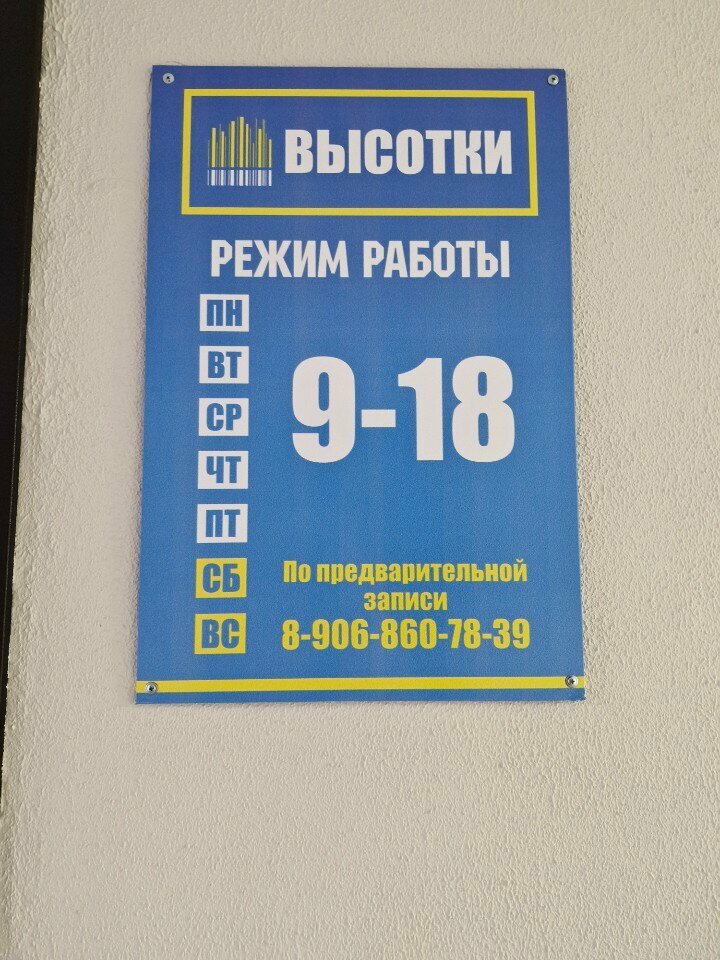 ВЫСОТКИ
РЕЖИМ РАБОТЫ
ПН
ВТ
СР
ЧТ
ПТ
9-18
СБ
ВС
По предварительной
записи
8-906-860-78-39